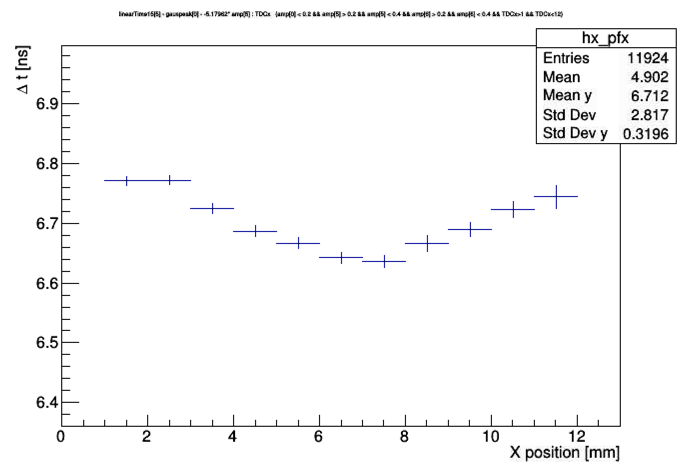 linearTime15[5] - gauspeak[0] - -5.17962* amp[5] : TDCx {amp[0] < 0.2 && amp[5] > 0.2 && amp[5] < 0.4 && amp[6] > 0.2 && amp[6] < 0.4 && TDCx>1 && TDCx<12}
hx_pfx
Entries 11924
Mean 4.902
Mean y 6.712
Std Dev 2.817
Std Dev y 0.3196
Δ t [ns]
6.9
6.8
6.7
6.6
6.5
6.4
0 2 4 6 8 10 12
X position [mm]